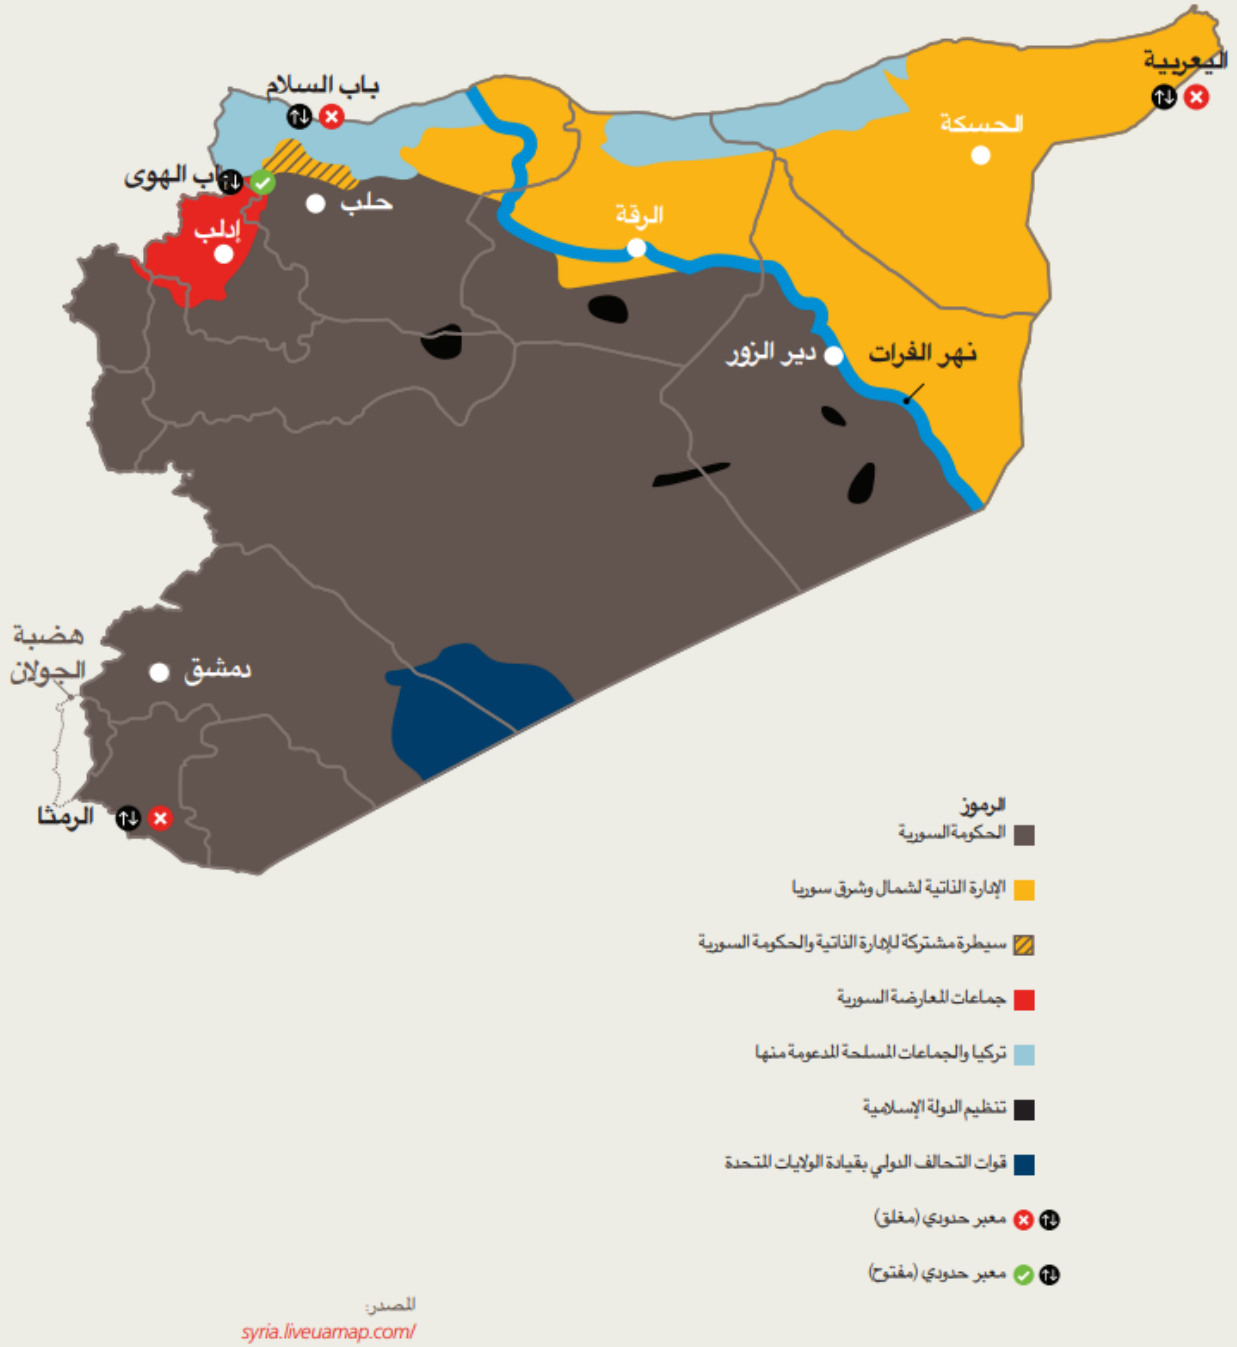 اليعربية
باب السلام
الحسكة
باب الهوى
حلب
الرقة
إدلب
دير الزور
نهر الفرات
هضبة
الجولان
دمشق
الرمثا
الرموز
الحكومة السورية
الإدارة الذاتية لشمال وشرق سوريا
سيطرة مشتركة للإدارة الذاتية والحكومة السورية
جماعات المعارضة السورية
تركيا والجماعات المسلحة المدعومة منها
تنظيم الدولة الإسلامية
قوات التحالف الدولي بقيادة الولايات المتحدة
معبر حدودي (مغلق)
معبر حدودي (مفتوح)
المصدر:
syria.liveuamap.com/